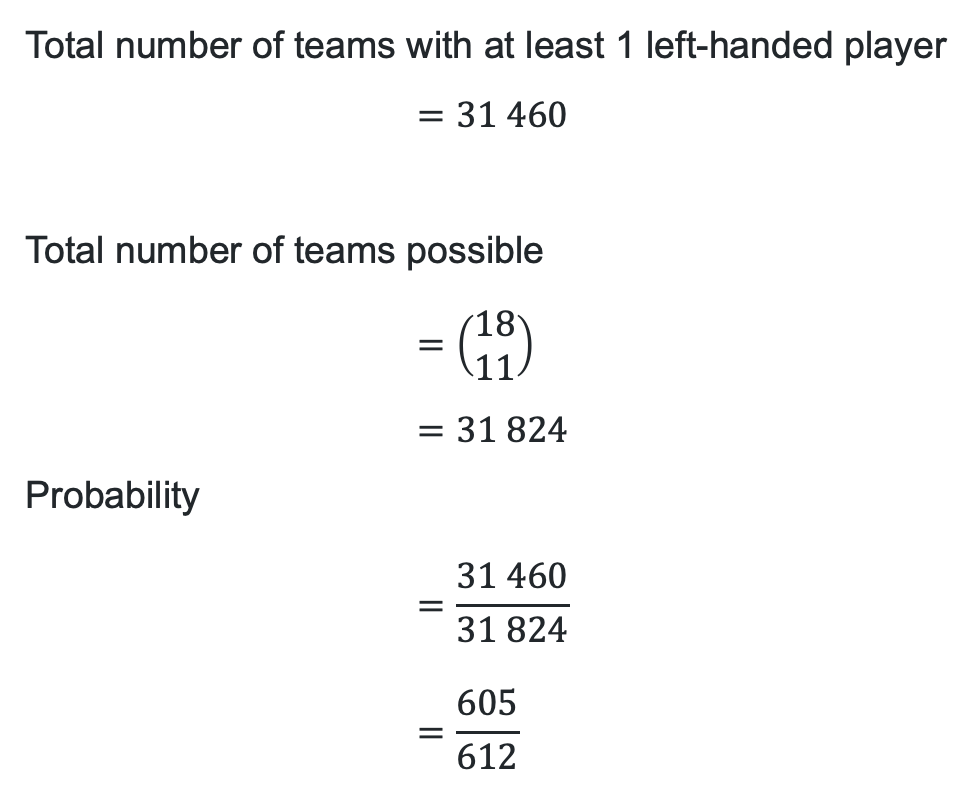 Total number of teams with at least 1 left-handed player
= 31 460
Total number of teams possible
= (18
11)
= 31 824
Probability
= 31 460
31 824
= 605
612